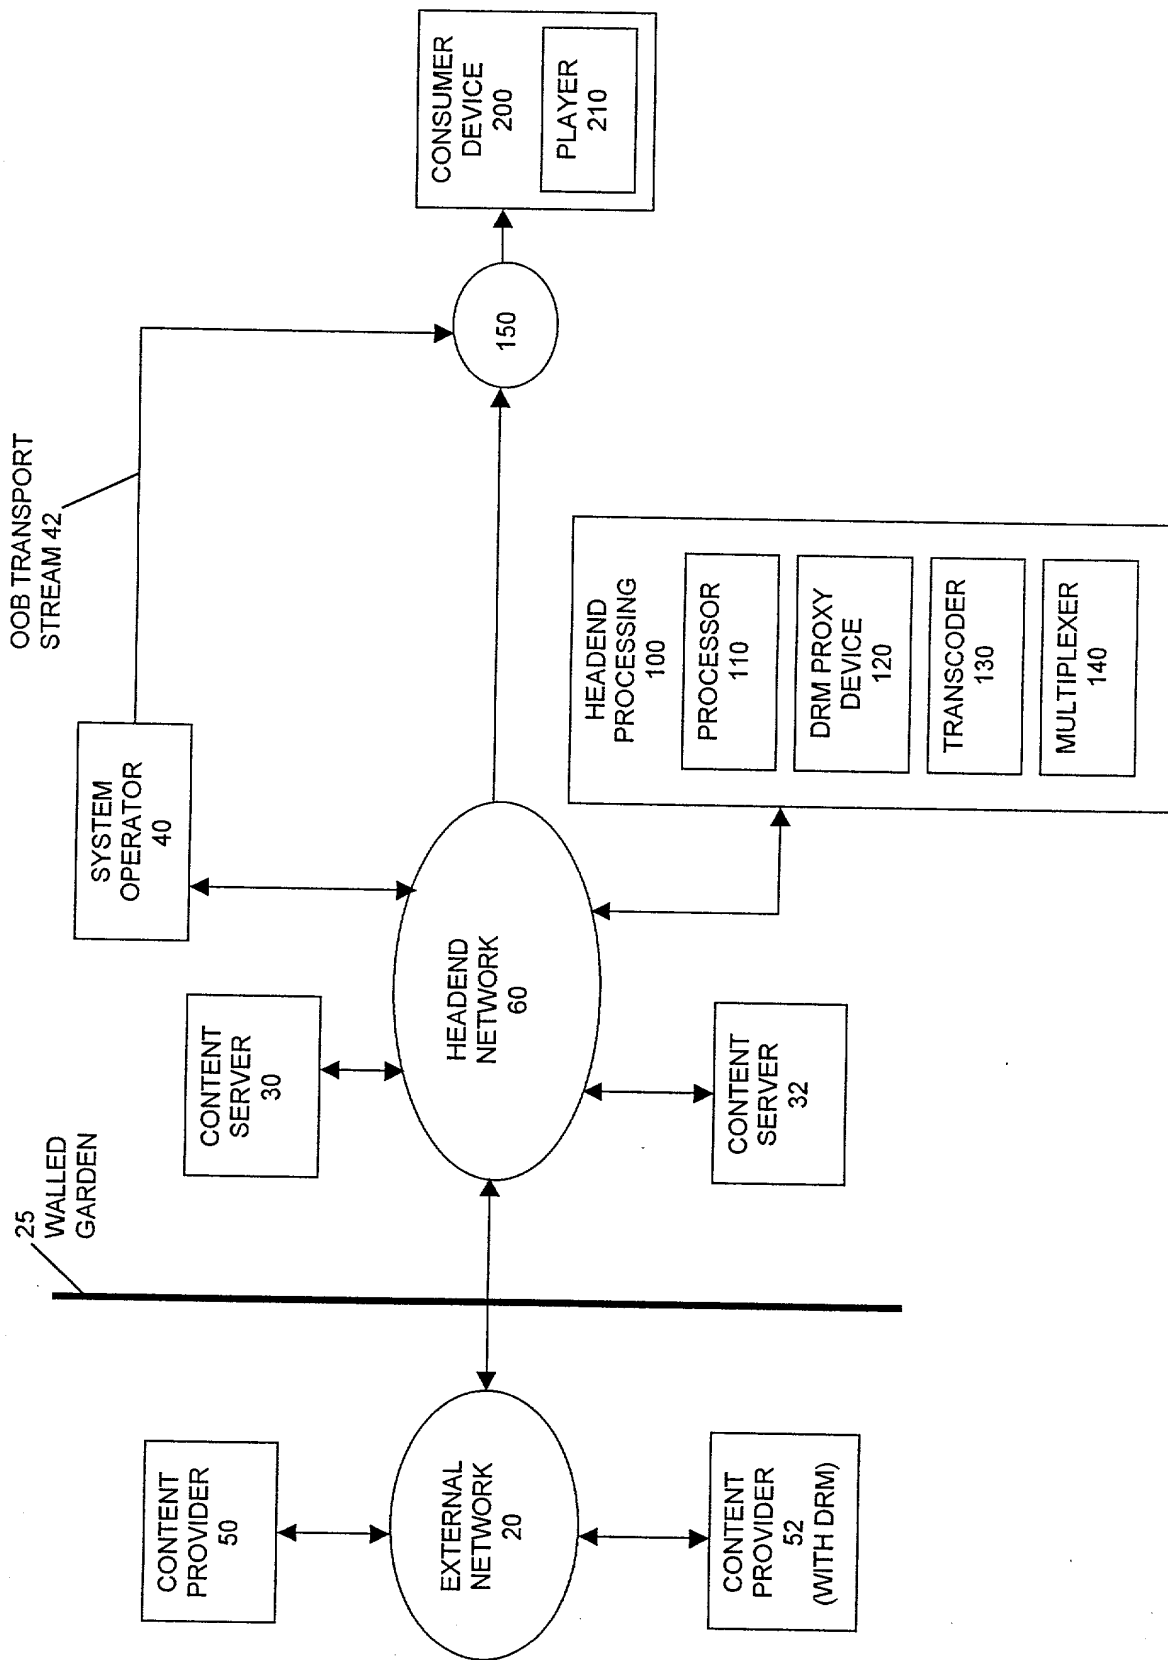 CONTENT
PROVIDER
50
EXTERNAL
NETWORK
20
CONTENT
PROVIDER
52
(WITH DRM)
25
WALLED
GARDEN
CONTENT
SERVER
30
HEADEND
NETWORK
60
CONTENT
SERVER
32
SYSTEM
OPERATOR
40
OOB TRANSPORT
STREAM 42
HEADEND
PROCESSING
100
PROCESSOR
110
DRM PROXY
DEVICE
120
TRANSCODER
130
MULTIPLEXER
140
150
CONSUMER
DEVICE
200
PLAYER
210